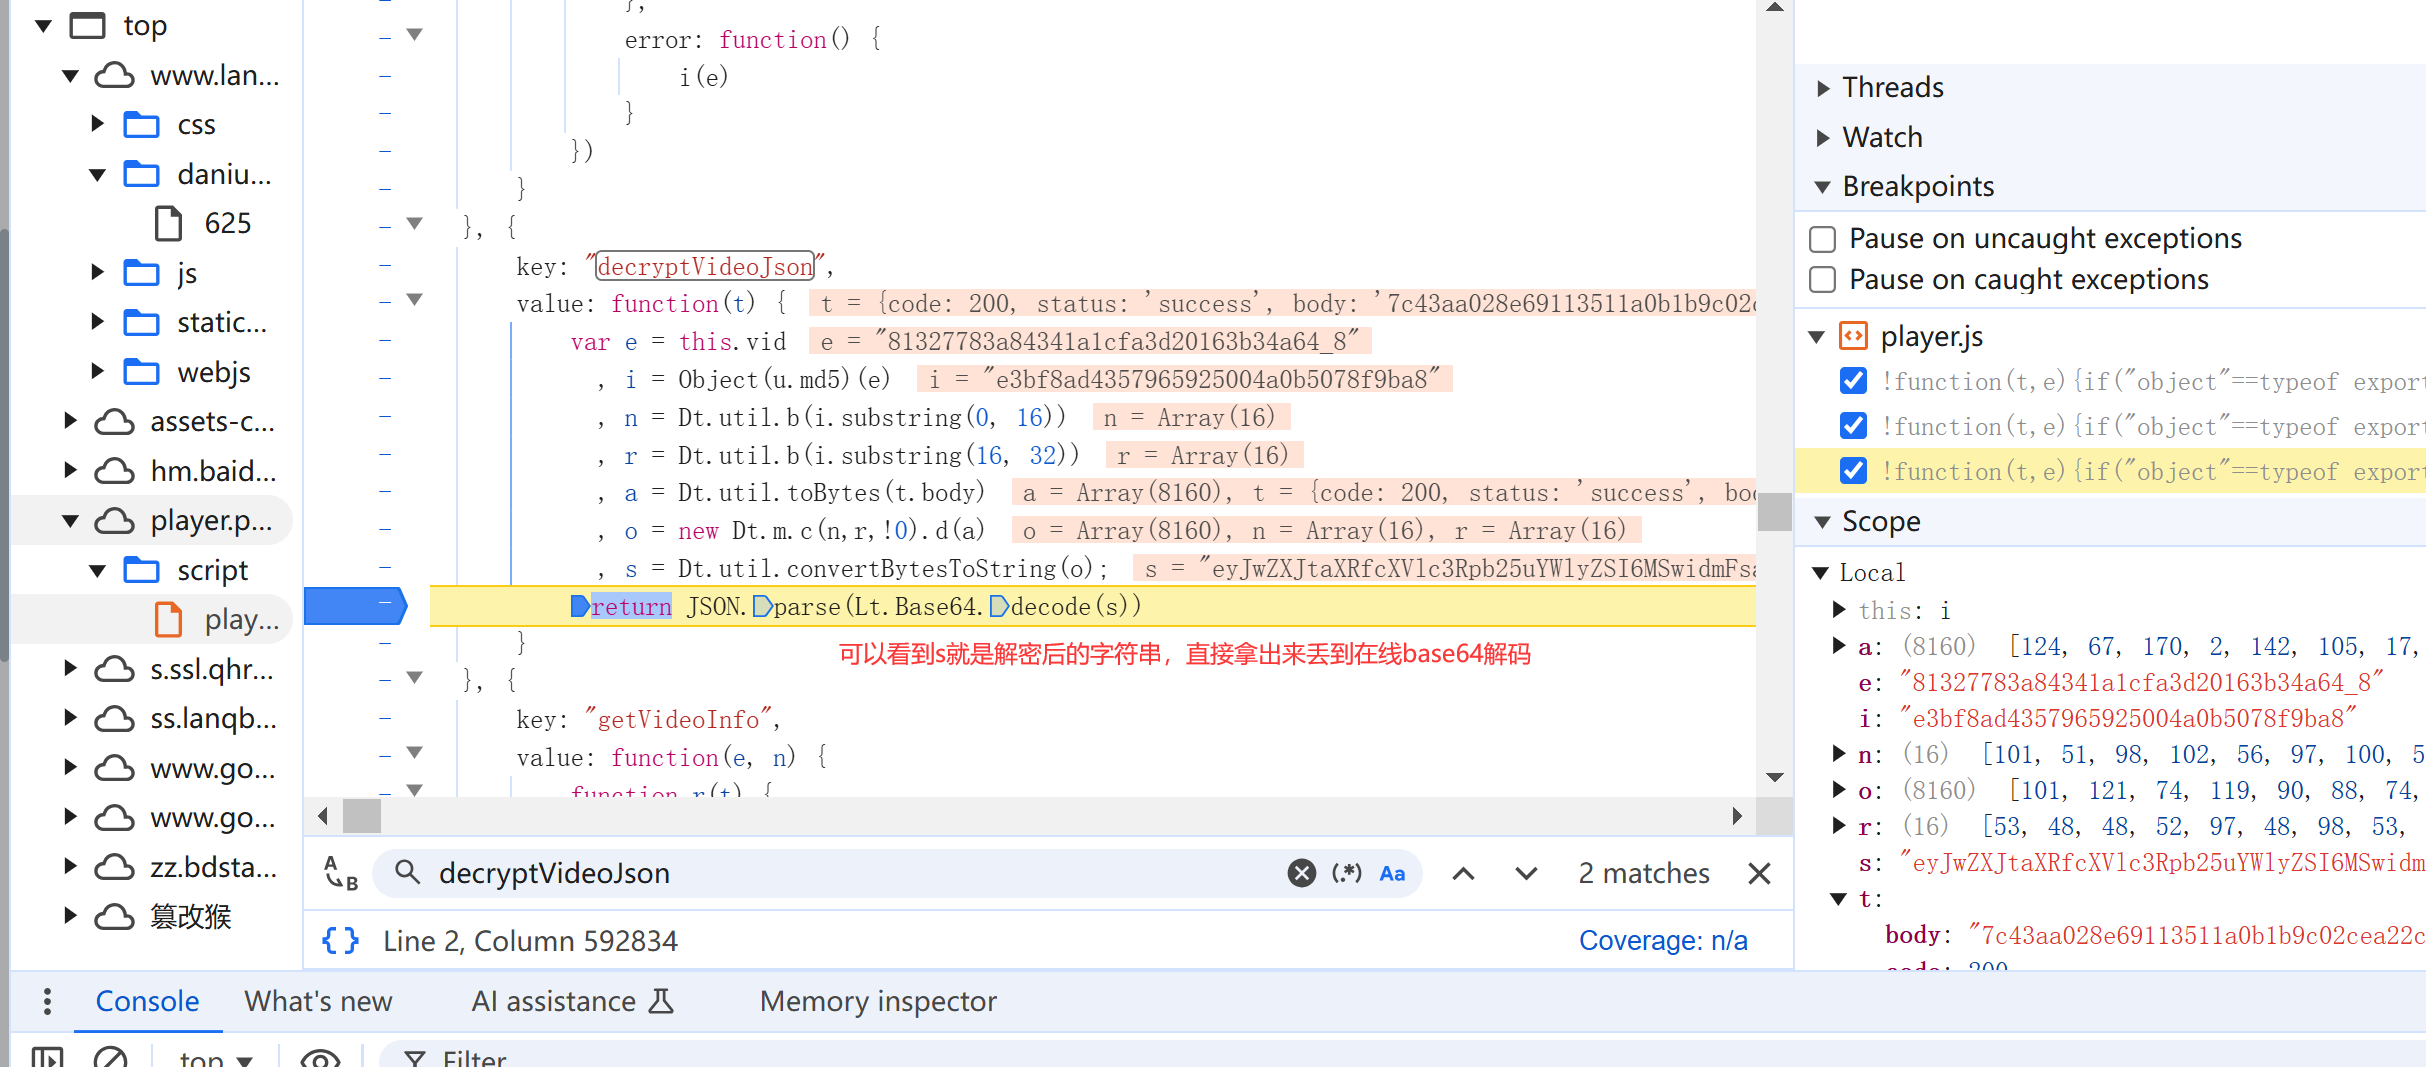 top
www.lan...
css
daniu...
625
js
static...
webjs
assets-c...
hm.baid...
player.p...
script
play...
s.ssl.qhr...
ss.lanqb...
www.go...
www.go...
zz.bdsta...
篡改猴
},
error: function() {
i(e)
}
})
}
}, {
key: "decryptVideoJson",
value: function(t) { t = {code: 200, status: 'success', body: '7c43aa028e69113511a0b1b9c02c
var e = this.vid e = "81327783a84341a1cfa3d20163b34a64_8"
, i = Object(u.md5)(e) i = "e3bf8ad4357965925004a0b5078f9ba8"
, n = Dt.util.b(i.substring(0, 16)) n = Array(16)
, r = Dt.util.b(i.substring(16, 32)) r = Array(16)
, a = Dt.util.toBytes(t.body) a = Array(8160), t = {code: 200, status: 'success', bod
, o = new Dt.m.c(n,r,!0).d(a) o = Array(8160), n = Array(16), r = Array(16)
, s = Dt.util.convertBytesToString(o); s = "eyJwZXJtaXRfcXVlc3Rpb25uYWlyZSI6MSwidmFsa
return JSON.parse(Lt.Base64.decode(s))
}
可以看到s就是解密后的字符串，直接拿出来丢到在线base64解码
}, {
key: "getVideoInfo",
value: function(e, n) {
function r(t) {
decryptVideoJson
(.*)
Aa
2 matches
A
B
{ } Line 2, Column 592834
Coverage: n/a
Threads
Watch
Breakpoints
Pause on uncaught exceptions
Pause on caught exceptions
player.js
!function(t,e){if("object"==typeof export
!function(t,e){if("object"==typeof export
!function(t,e){if("object"==typeof export
Scope
Local
this: i
a: (8160) [124, 67, 170, 2, 142, 105, 17,
e: "81327783a84341a1cfa3d20163b34a64_8"
i: "e3bf8ad4357965925004a0b5078f9ba8"
n: (16) [101, 51, 98, 102, 56, 97, 100, 5
o: (8160) [101, 121, 74, 119, 90, 88, 74,
r: (16) [53, 48, 48, 52, 97, 48, 98, 53,
s: "eyJwZXJtaXRfcXVlc3Rpb25uYWlyZSI6MSwidm
t:
body: "7c43aa028e69113511a0b1b9c02cea22c
code: 200
Console
What's new
AI assistance
Memory inspector
top
Filter